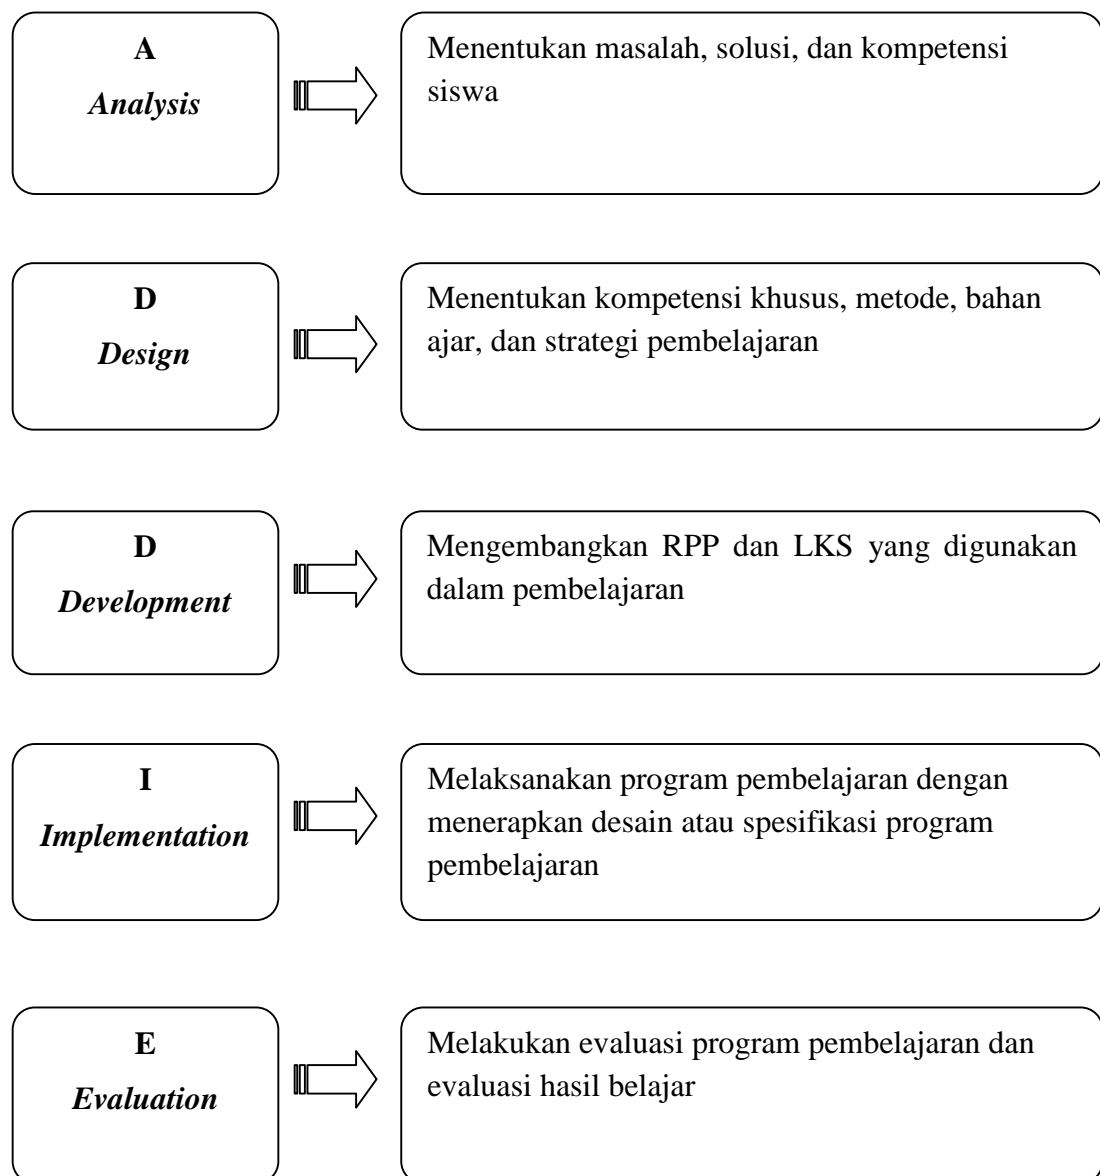 A
Analysis
Menentukan masalah, solusi, dan kompetensi
siswa
D
Design
Menentukan kompetensi khusus, metode, bahan
ajar, dan strategi pembelajaran
D
Development
Mengembangkan RPP dan LKS yang digunakan
dalam pembelajaran
I
Implementation
Melaksanakan program pembelajaran dengan
menerapkan desain atau spesifikasi program
pembelajaran
E
Evaluation
Melakukan evaluasi program pembelajaran dan
evaluasi hasil belajar